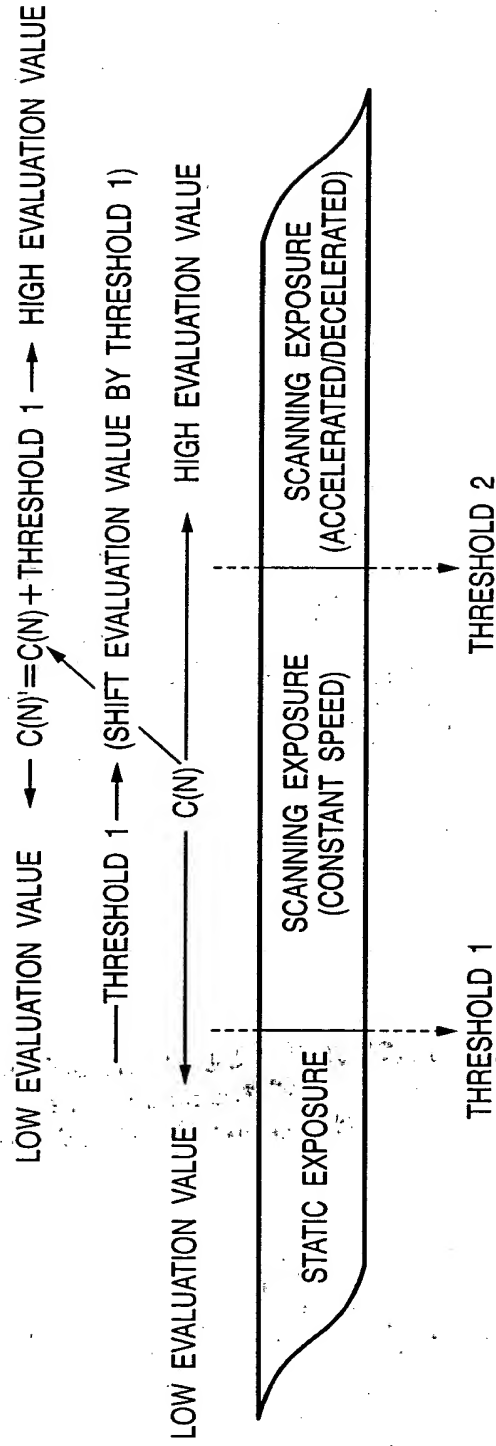 LOW EVALUATION VALUE ← C(N)'=C(N)+THRESHOLD 1 → HIGH EVALUATION VALUE
THRESHOLD 1 → (SHIFT EVALUATION VALUE BY THRESHOLD 1)
LOW EVALUATION VALUE C(N) HIGH EVALUATION VALUE
STATIC EXPOSURE
SCANNING EXPOSURE
(CONSTANT SPEED)
SCANNING EXPOSURE
(ACCELERATED/DECELERATED)
THRESHOLD 1
THRESHOLD 2